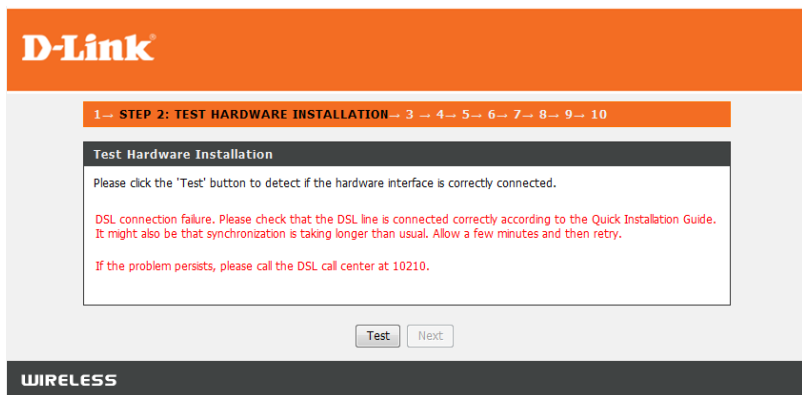 D-Link
1→ STEP 2: TEST HARDWARE INSTALLATION→ 3 → 4→ 5→ 6→ 7→ 8→ 9→ 10
Test Hardware Installation
Please click the 'Test' button to detect if the hardware interface is correctly connected.
DSL connection failure. Please check that the DSL line is connected correctly according to the Quick Installation Guide.
It might also be that synchronization is taking longer than usual. Allow a few minutes and then retry.
If the problem persists, please call the DSL call center at 10210.
Test Next
WIRELESS